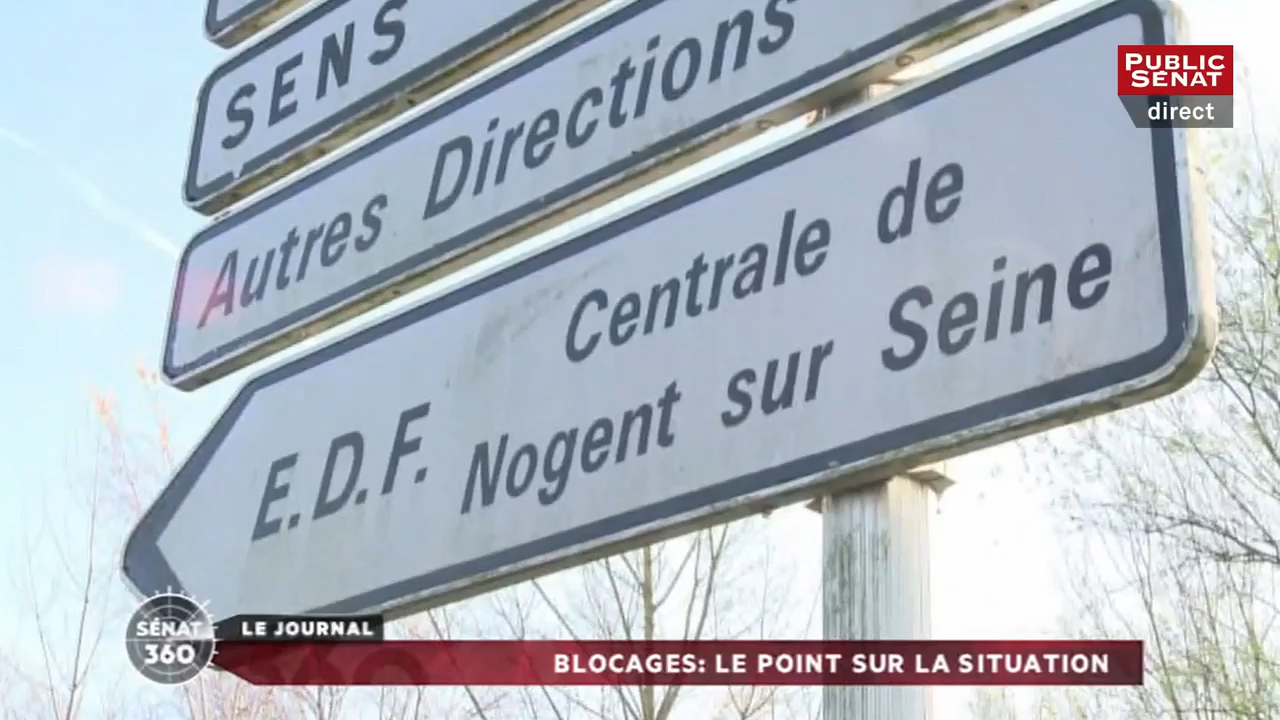 SENS
Autres Directions
Centrale de
E.D.F. Nogent sur Seine
PUBLIC
SÉNAT
direct
SÉNAT
360
LE JOURNAL
BLOCAGES: LE POINT SUR LA SITUATION